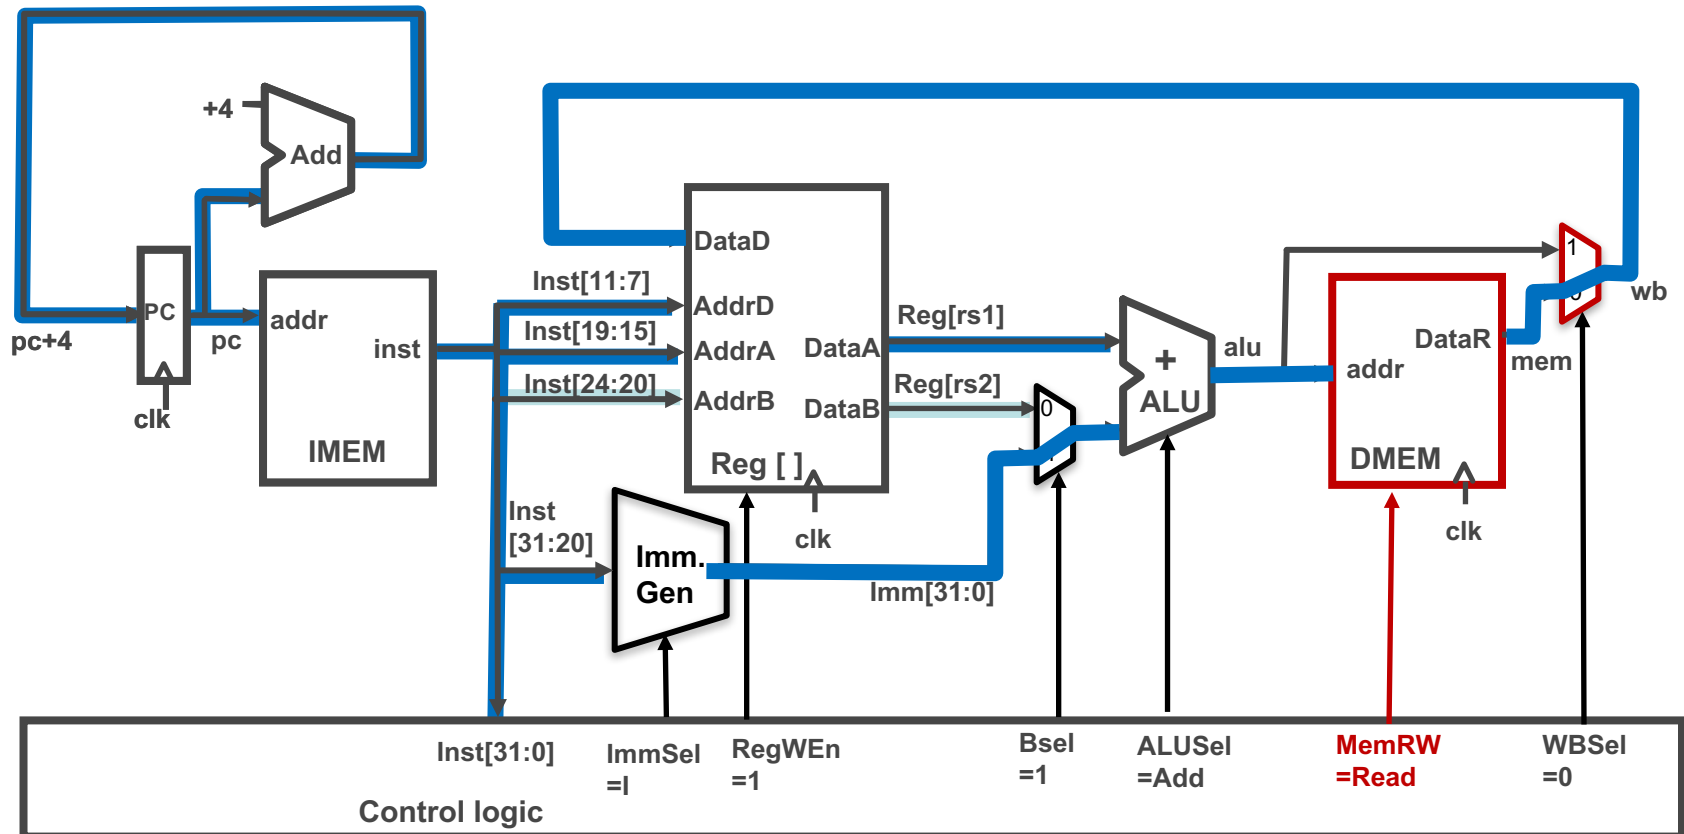 +4
Add
DataD
1
Inst[11:7]
PC
addr
AddrD
wb
pc+4
pc
inst
Inst[19:15]
AddrA
DataA
Reg[rs1]
+
ALU
alu
addr
DataR
mem
0
clk
IMEM
Inst[24:20]
AddrB
DataB
Reg[rs2]
0
Reg [ ]
clk
DMEM
clk
Inst
[31:20]
Imm.
Gen
Imm[31:0]
Inst[31:0]
ImmSel
=I
RegWEn
=1
Bsel
=1
ALUSel
=Add
MemRW
=Read
WBSel
=0
Control logic